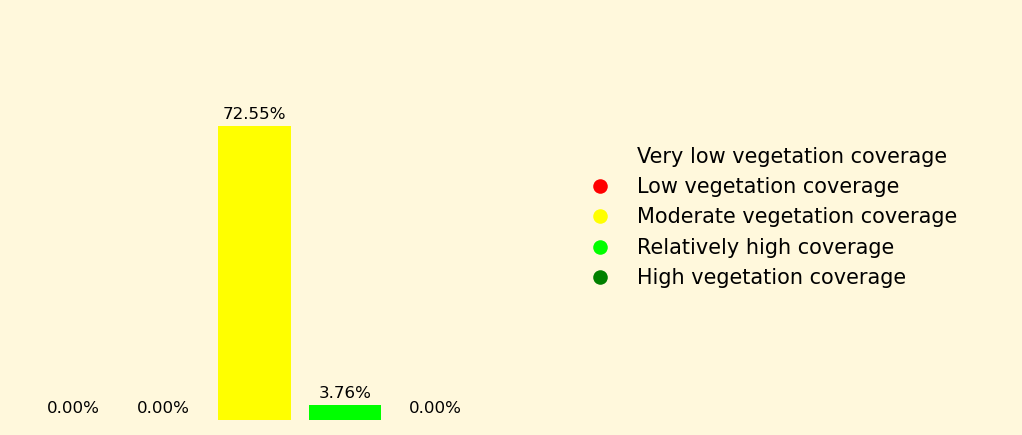 72.55%
3.76%
0.00%
0.00%
0.00%
Very low vegetation coverage
Low vegetation coverage
Moderate vegetation coverage
Relatively high coverage
High vegetation coverage